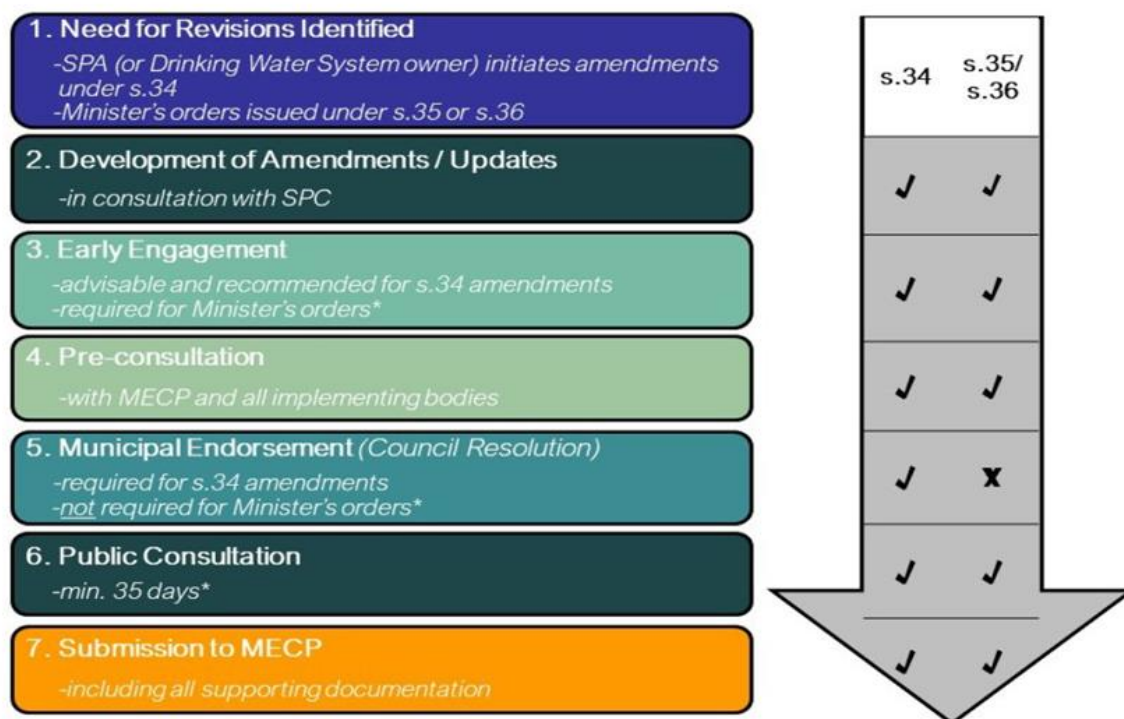 1. Need for Revisions Identified
-SPA (or Drinking Water System owner) initiates amendments
under s.34
-Minister's orders issued under s.35 or s.36
s.34
s.35/
s.36
2. Development of Amendments / Updates
-in consultation with SPC
✓ ✓
3. Early Engagement
-advisable and recommended for s.34 amendments
-required for Minister's orders*
✓ ✓
4. Pre-consultation
-with MECP and all implementing bodies
✓ ✓
5. Municipal Endorsement (Council Resolution)
-required for s.34 amendments
-not required for Minister's orders*
✓ x
6. Public Consultation
-min. 35 days*
✓ ✓
7. Submission to MECP
-including all supporting documentation
✓ ✓